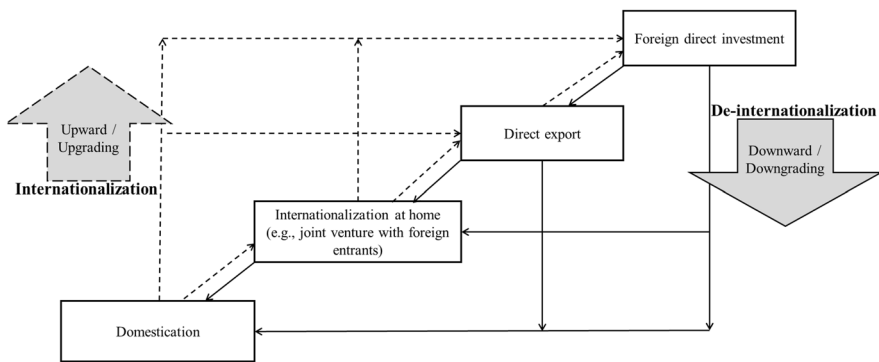 Foreign direct investment
De-internationalization
Direct export
Upward /
Upgrading
Downward /
Downgrading
Internationalization
Internationalization at home
(e.g., joint venture with foreign
entrants)
Domestication